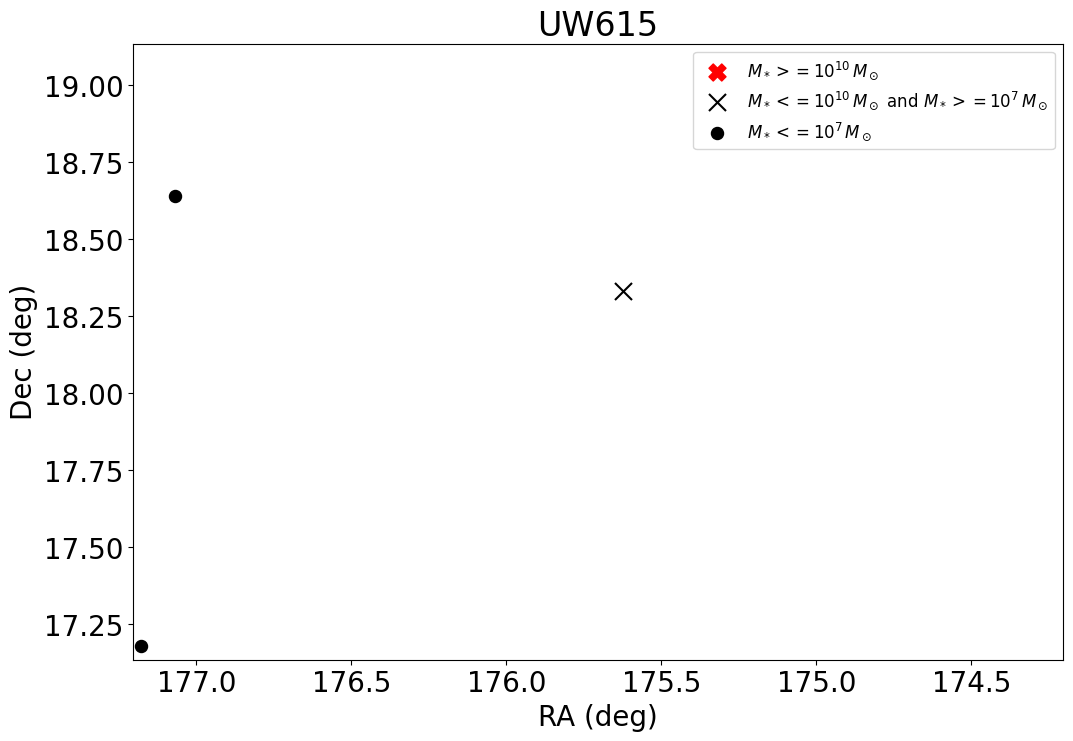 UW615
M* >= 10^10 M⊙
M* <= 10^10 M⊙ and M* >= 10^7 M⊙
M* <= 10^7 M⊙
19.00
18.75
18.50
18.25
18.00
17.75
17.50
17.25
Dec (deg)
177.0 176.5 176.0 175.5 175.0 174.5
RA (deg)